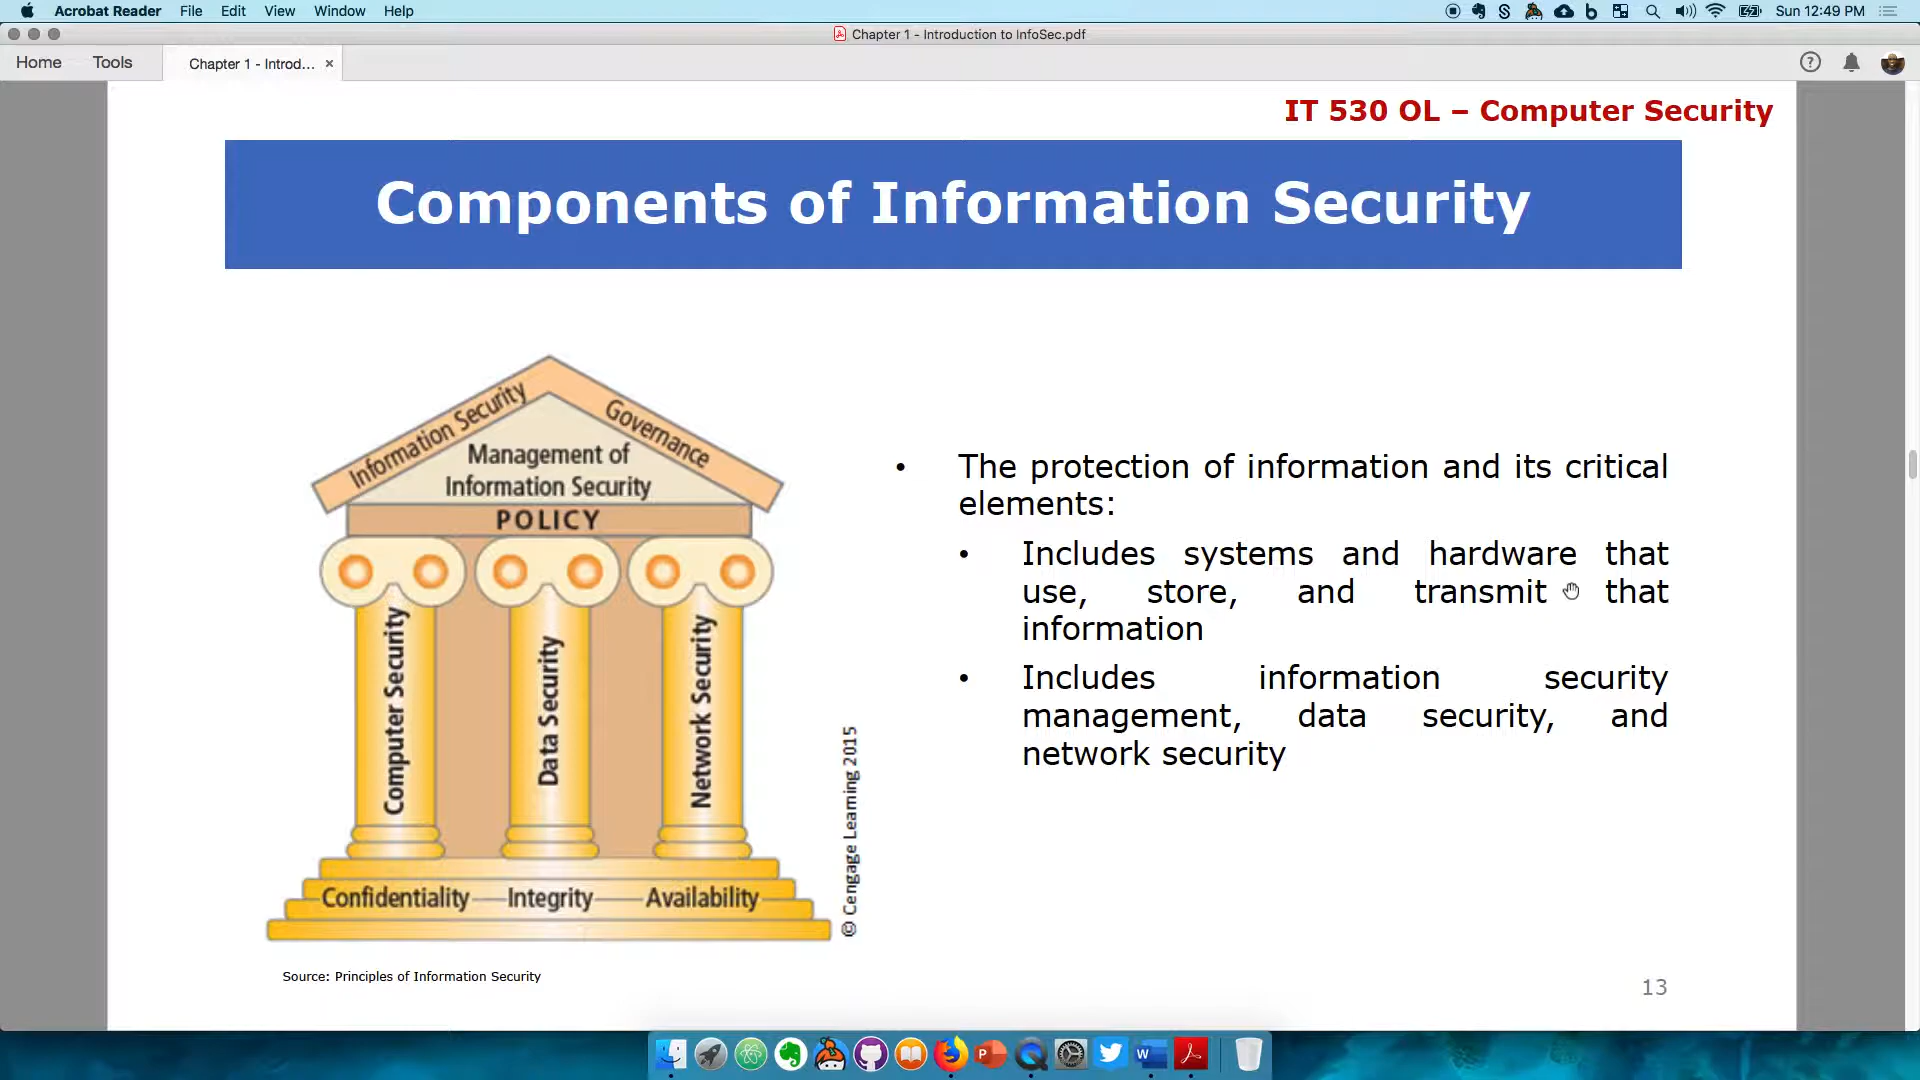 Acrobat Reader File Edit View Window Help Sun 12:49 PM
Chapter 1 - Introduction to InfoSec.pdf
Home Tools Chapter 1 - Introd... ×
IT 530 OL – Computer Security
Components of Information Security
Information Security
Governance
Management of
Information Security
POLICY
Computer Security
Data Security
Network Security
Confidentiality Integrity Availability
© Cengage Learning 2015
Source: Principles of Information Security
• The protection of information and its critical
elements:
• Includes systems and hardware that
use, store, and transmit that
information
• Includes information security
management, data security, and
network security
13